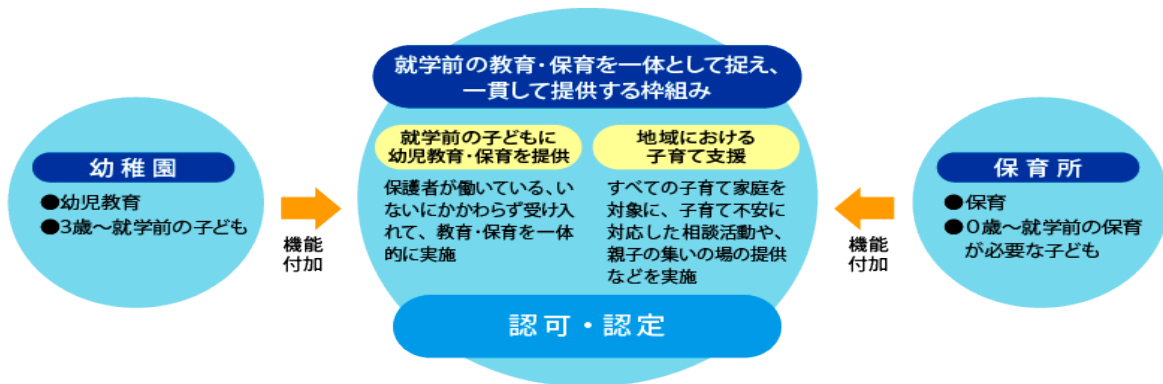 就学前の教育・保育を一体として捉え、
一貫して提供する枠組み
幼稚園
●幼児教育
●3歳～就学前の子ども
機能
付加
就学前の子どもに
幼児教育・保育を提供
保護者が働いている、い
ないにかかわらず受け入
れて、教育・保育を一体
的に実施
地域における
子育て支援
すべての子育て家庭を
対象に、子育て不安に
対応した相談活動や、
親子の集いの場の提供
などを実施
認可・認定
機能
付加
保育所
●保育
●0歳～就学前の保育
が必要な子ども